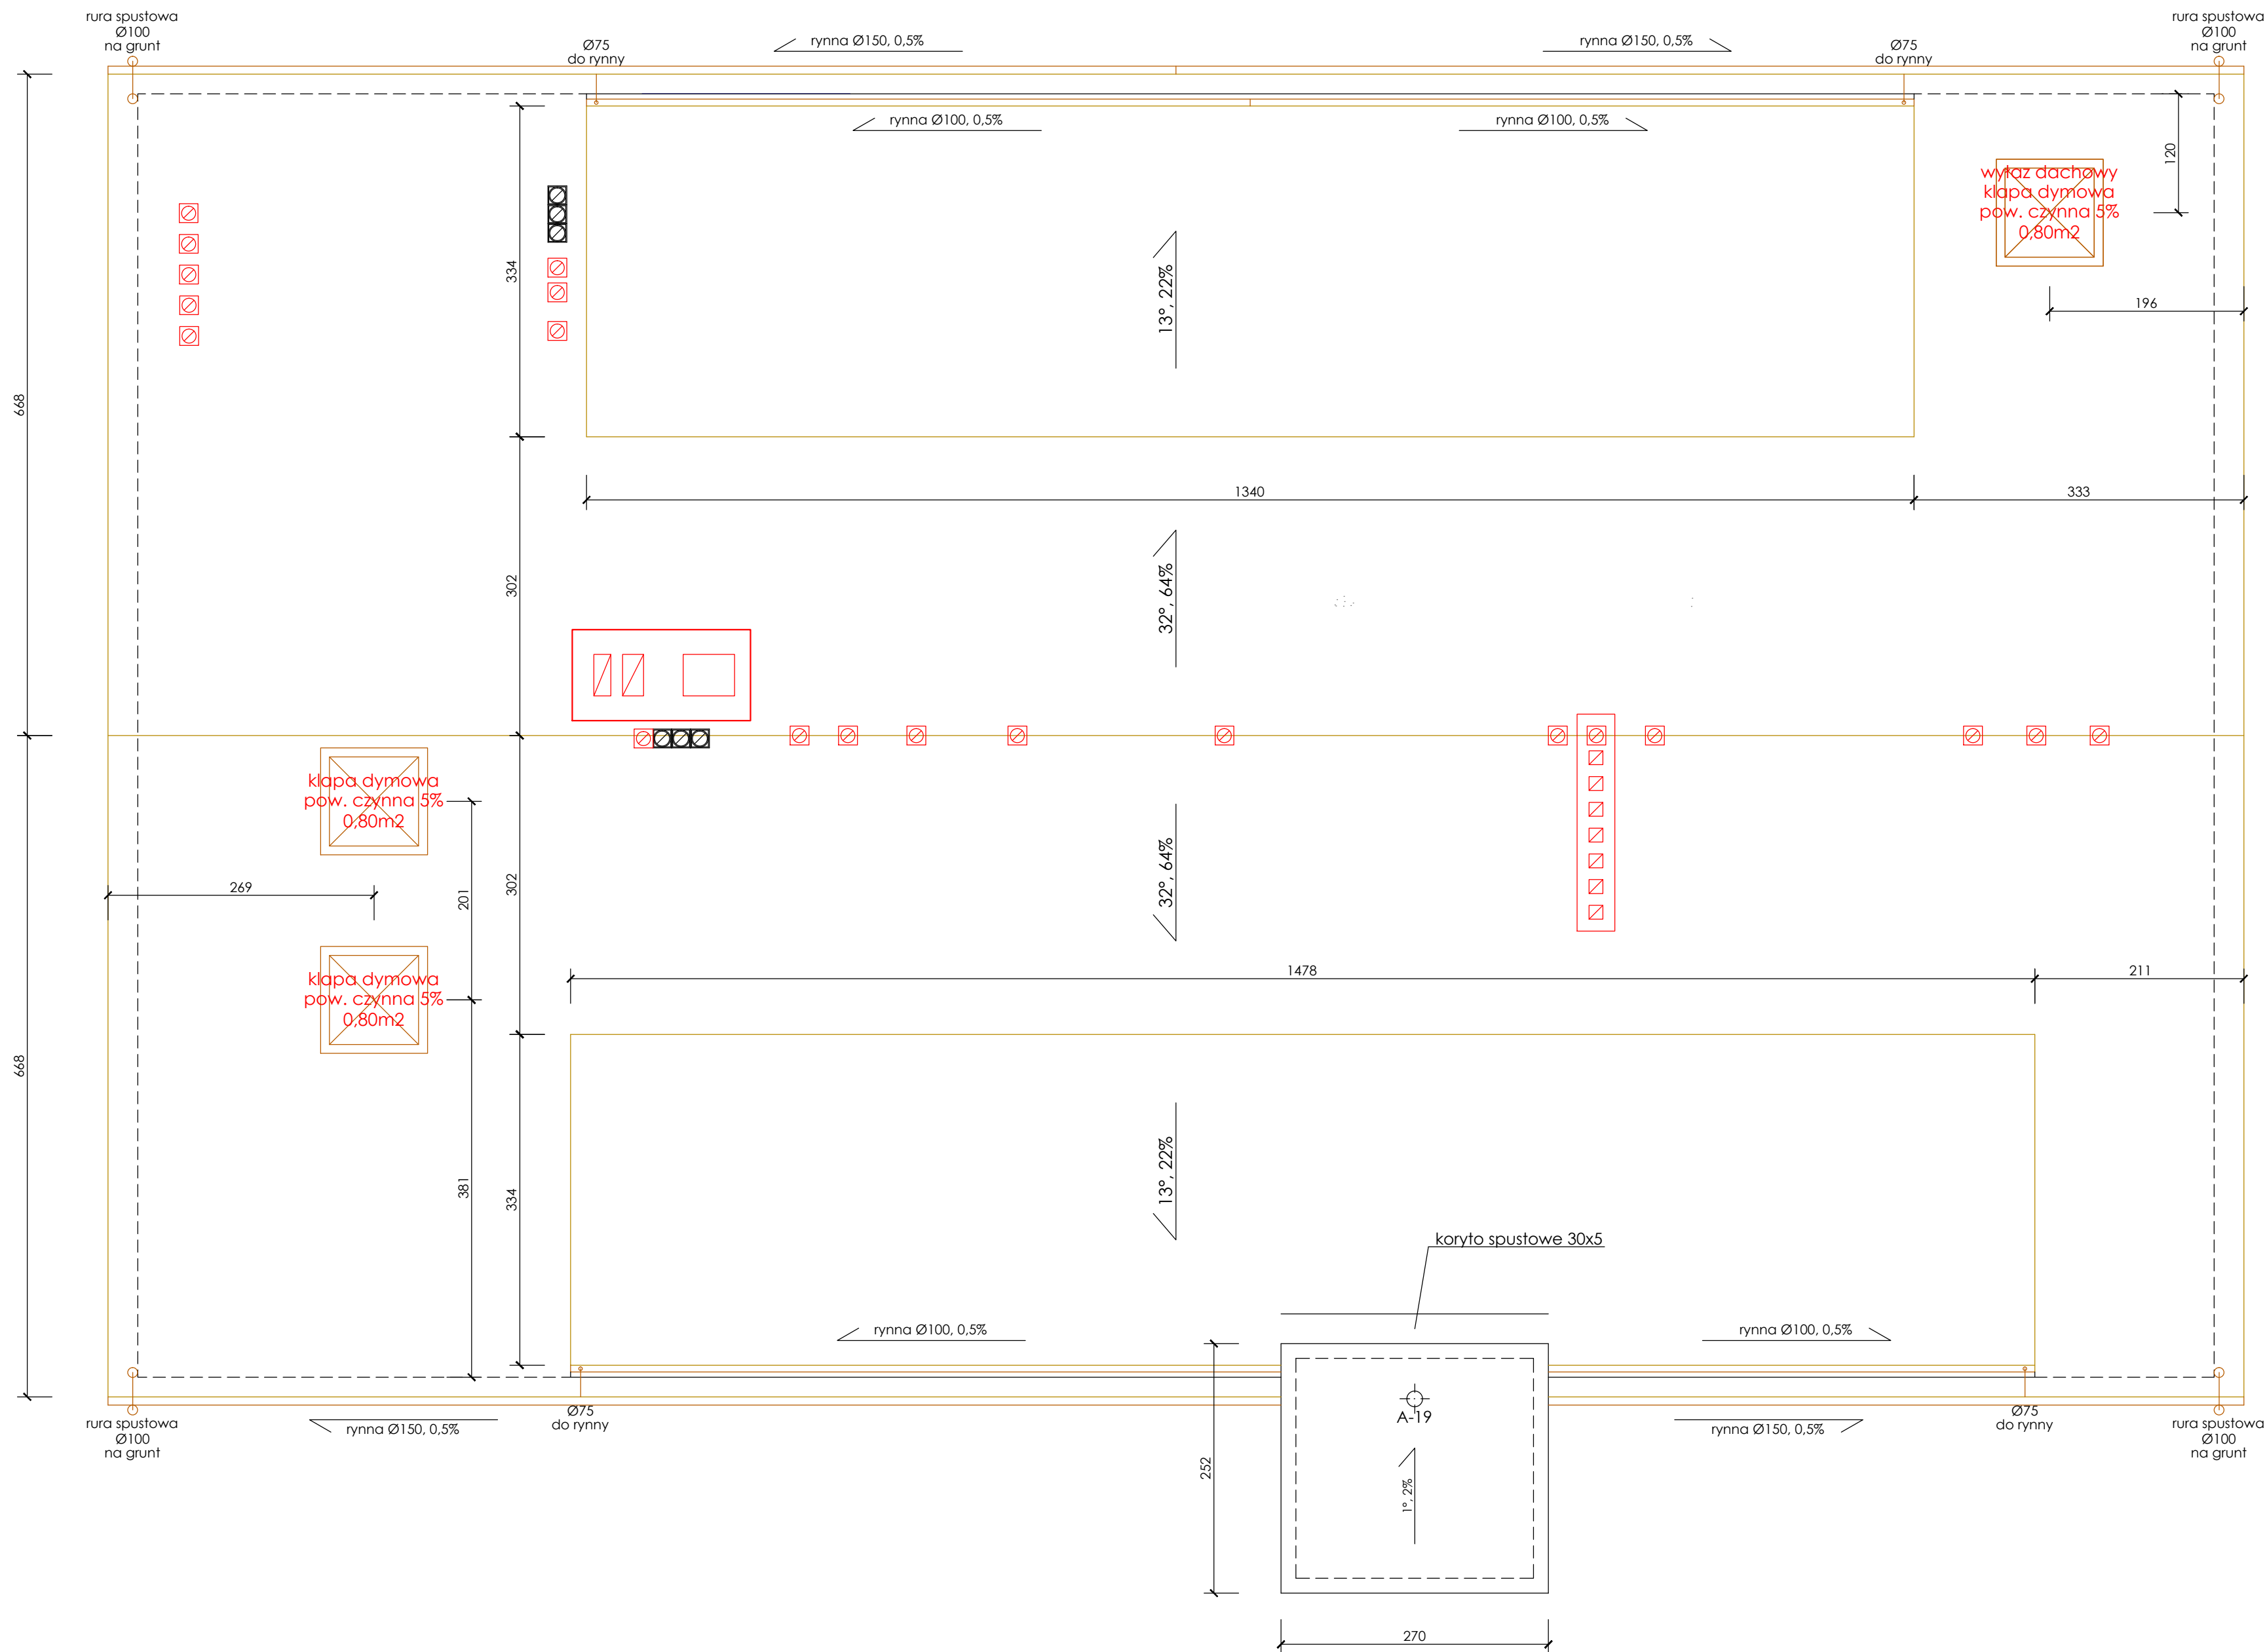 rura spustowa
Ø100
na grunt
Ø75
do rynny
rynna Ø150, 0,5%
rynna Ø150, 0,5%
Ø75
do rynny
rura spustowa
Ø100
na grunt
rynna Ø100, 0,5%
rynna Ø100, 0,5%
120
wyłaz dachowy
klapa dymowa
pow. czynna 5%
0,80m2
334
13°, 22%
196
668
1340
333
302
32°, 64%
klapa dymowa
pow. czynna 5%
0,80m2
269
201
302
32°, 64%
1478
211
klapa dymowa
pow. czynna 5%
0,80m2
668
381
334
13°, 22%
koryto spustowe 30x5
rynna Ø100, 0,5%
rynna Ø100, 0,5%
A-19
rura spustowa
Ø100
na grunt
rynna Ø150, 0,5%
Ø75
do rynny
rynna Ø150, 0,5%
Ø75
do rynny
rura spustowa
Ø100
na grunt
252
1°, 2%
270